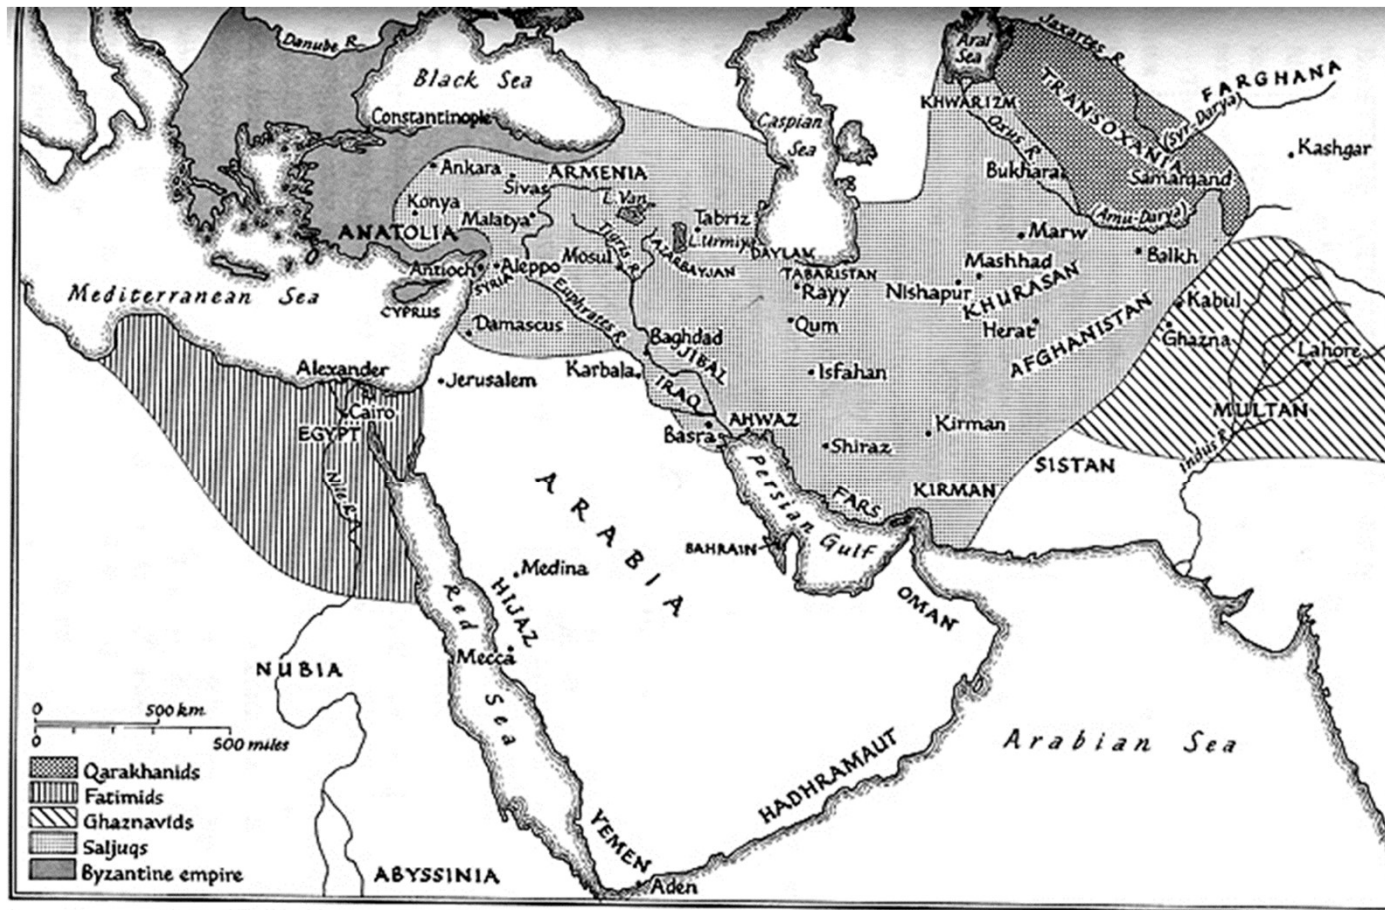 Danube R.
Black Sea
Constantinople
Aral
Sea
Jaxartes R.
TRANSOXANIA
FARGHANA
(Syr-Darya)
KHWARIZM
Oxus R.
Caspian
Sea
Kashgar
Bukhara
Samarqand
(Amu-Darya)
Ankara
Sivas
ARMENIA
L. Van
Konya
Malatya
Tabriz
ANATOLIA
Tigres R.
L. Urmiy
AZARBAYJAN
DAYLAM
Marw
Balkh
Antioch
Aleppo
SYRIA
Mosul
TABARISTAN
Mashhad
Rayy
Nishapur
KHURASAN
Mediterranean Sea
CYPRUS
Euphrates R.
Kabul
Damascus
Qum
Herat
AFGHANISTAN
Ghazna
Lahore
Baghdad
JIBAL
Alexander
Jerusalem
Karbala
Isfahan
IRAQ
Cairo
EGYPT
AHWAZ
Kirman
MULTAN
Basra
Shiraz
SISTAN
Indus R.
Nile R.
ARABIA
Persian Gulf
FARS
KIRMAN
BAHRAIN
Medina
HIJAZ
OMAN
Red Sea
Mecca
NUBIA
Arabian Sea
HADHRAMAUT
YEMEN
Aden
ABYSSINIA
0 500 km
0 500 miles
Qarakhanids
Fatimids
Ghaznavids
Saljuqs
Byzantine empire